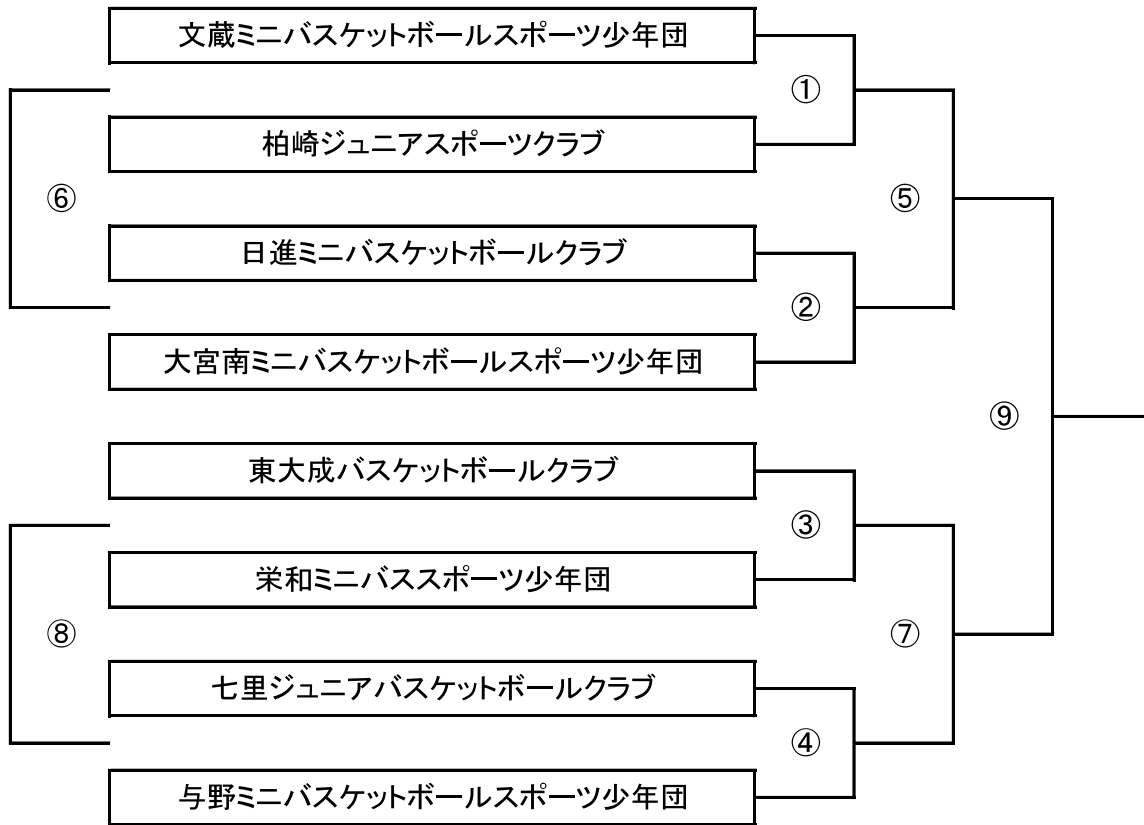 文蔵ミニバスケットボールスポーツ少年団
①
柏崎ジュニアスポーツクラブ
⑥
⑤
日進ミニバスケットボールクラブ
②
大宮南ミニバスケットボールスポーツ少年団
⑨
東大成バスケットボールクラブ
③
栄和ミニバススポーツ少年団
⑧
⑦
七里ジュニアバスケットボールクラブ
④
与野ミニバスケットボールスポーツ少年団